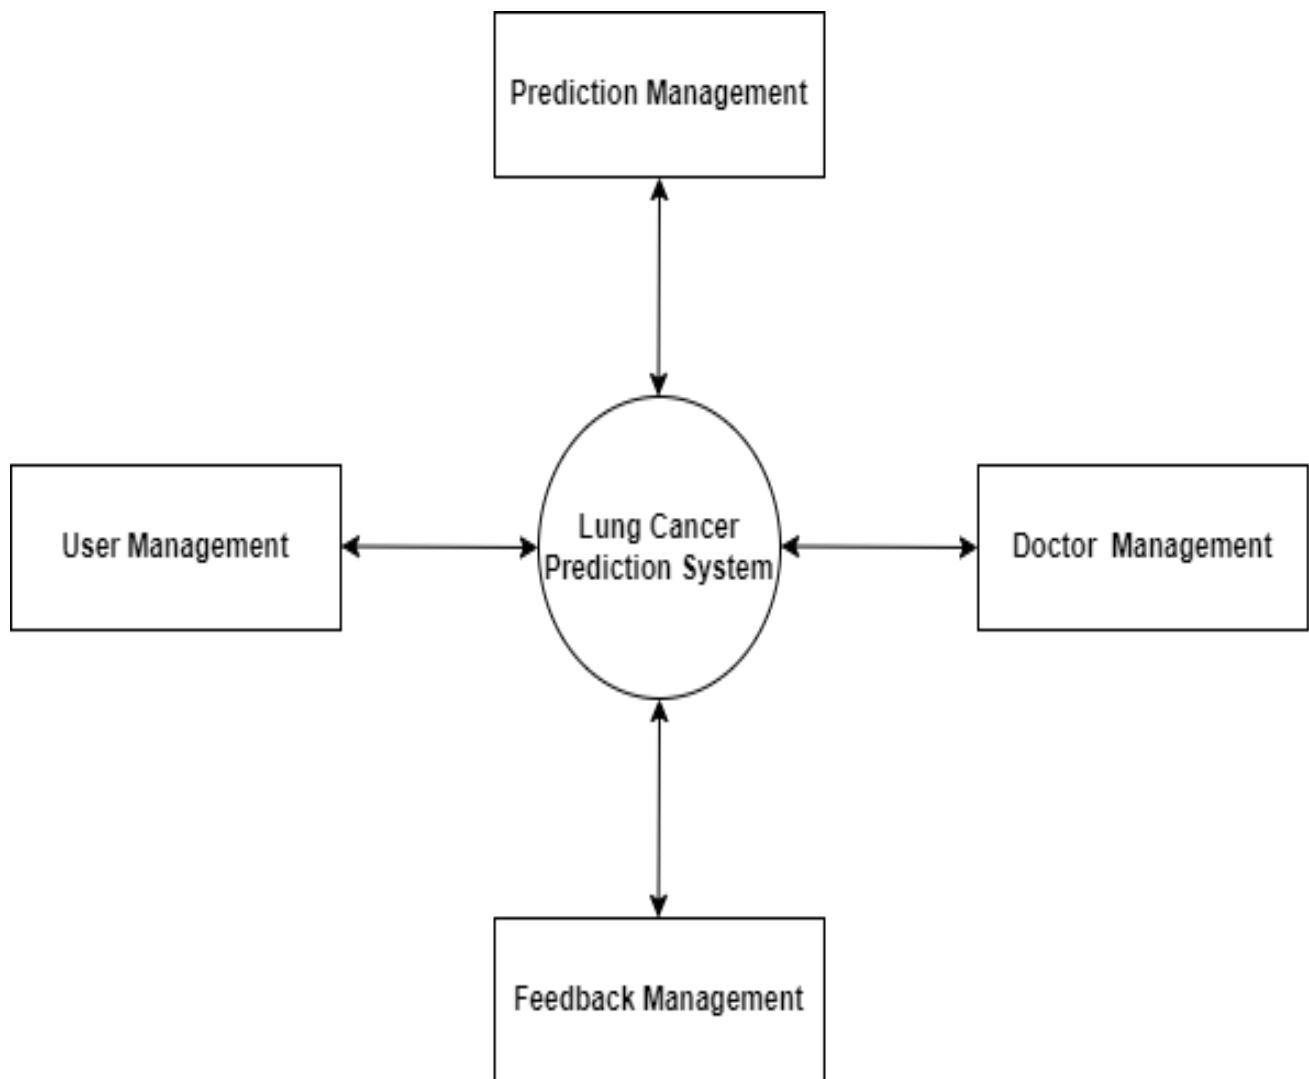 Prediction Management
User Management
Lung Cancer
Prediction System
Doctor Management
Feedback Management